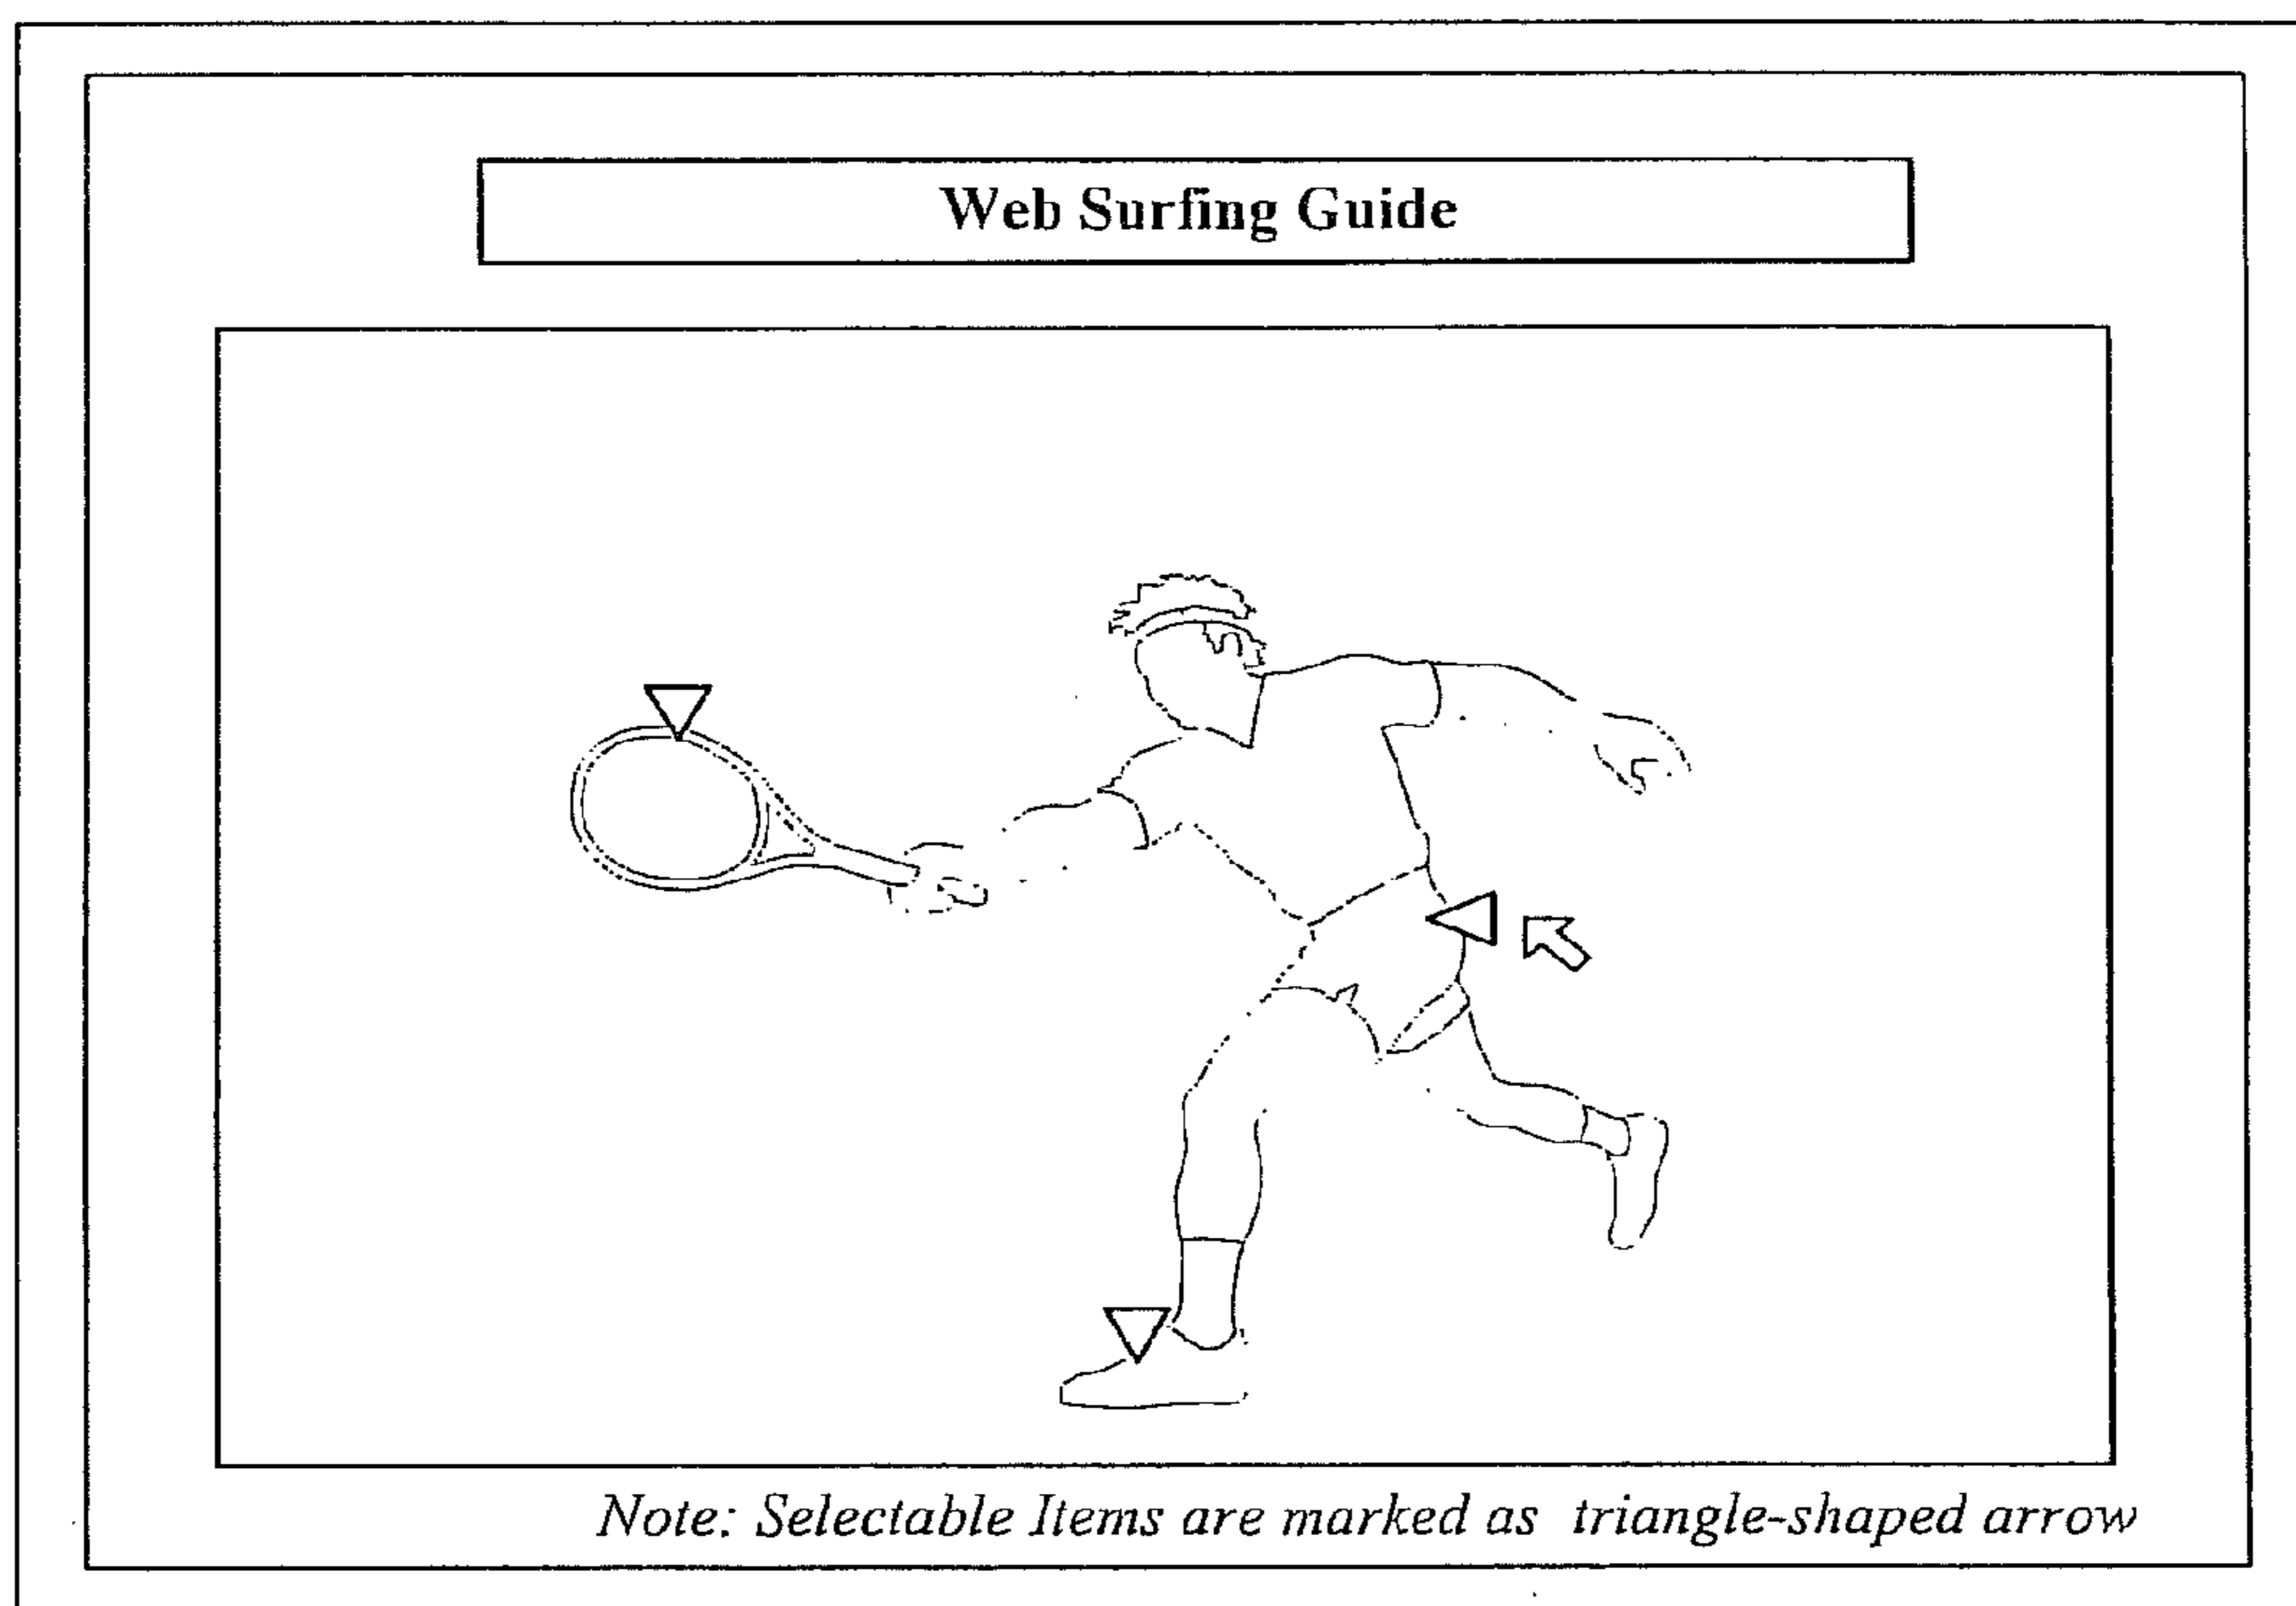 Web Surfing Guide
Note: Selectable Items are marked as triangle-shaped arrow